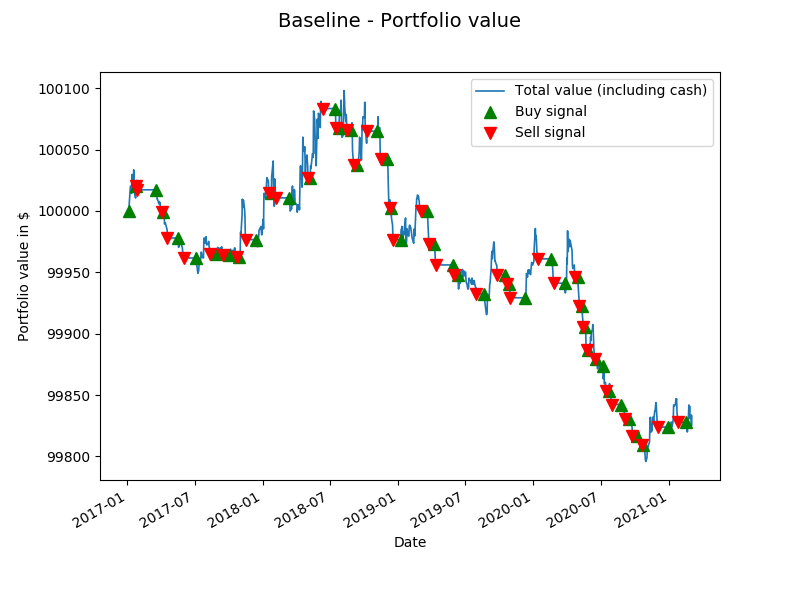 Baseline - Portfolio value
Total value (including cash)
Buy signal
Sell signal
100100
100050
100000
99950
99900
99850
99800
Portfolio value in $
2017-01
2017-07
2018-01
2018-07
2019-01
2019-07
2020-01
2020-07
2021-01
Date